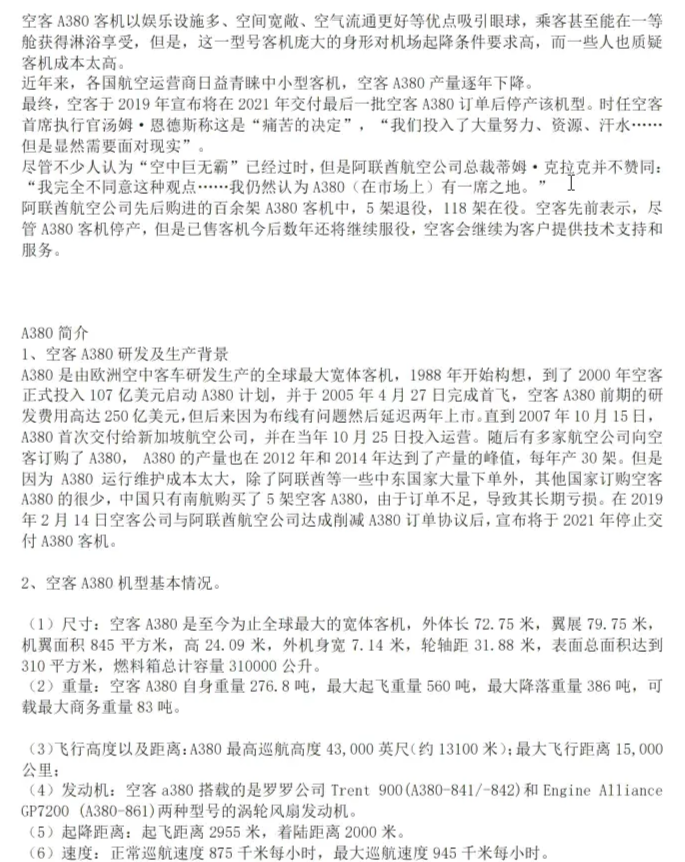 空客 A380 客机以娱乐设施多、空间宽敞、空气流通更好等优点吸引眼球，乘客甚至能在一等
舱获得淋浴享受，但是，这一型号客机庞大的身形对机场起降条件要求高，而一些人也质疑
客机成本太高。
近年来，各国航空运营商日益青睐中小型客机，空客 A380 产量逐年下降。
最终，空客于 2019 年宣布将在 2021 年交付最后一批空客 A380 订单后停产该机型。时任空客
首席执行官汤姆·恩德斯称这是“痛苦的决定”，“我们投入了大量努力、资源、汗水……
但是显然需要面对现实”。
尽管不少人认为“空中巨无霸”已经过时,但是阿联酋航空公司总裁蒂姆·克拉克并不赞同：
“我完全不同意这种观点……我仍然认为 A380（在市场上）有一席之地。”
阿联酋航空公司先后购进的百余架 A380 客机中，5 架退役，118 架在役。空客先前表示，尽
管 A380 客机停产，但是已售客机今后数年还将继续服役，空客会继续为客户提供技术支持和
服务。
A380 简介
1、空客 A380 研发及生产背景
A380 是由欧洲空中客车研发生产的全球最大宽体客机，1988 年开始构想，到了 2000 年空客
正式投入 107 亿美元启动 A380 计划，并于 2005 年 4 月 27 日完成首飞，空客 A380 前期的研
发费用高达 250 亿美元,但后来因为布线有问题然后延迟两年上市。直到 2007 年 10 月 15 日，
A380 首次交付给新加坡航空公司，并在当年 10 月 25 日投入运营。随后有多家航空公司向空
客订购了 A380， A380 的产量也在 2012 年和 2014 年达到了产量的峰值，每年产 30 架。但是
因为 A380 运行维护成本太大，除了阿联酋等一些中东国家大量下单外，其他国家订购空客
A380 的很少，中国只有南航购买了 5 架空客 A380，由于订单不足，导致其长期亏损。在 2019
年 2 月 14 日空客公司与阿联酋航空公司达成削减 A380 订单协议后，宣布将于 2021 年停止交
付 A380 客机。
2、空客 A380 机型基本情况。
（1）尺寸：空客 A380 是至今为止全球最大的宽体客机，外体长 72.75 米，翼展 79.75 米，
机翼面积 845 平方米，高 24.09 米，外机身宽 7.14 米，轮轴距 31.88 米，表面总面积达到
310 平方米，燃料箱总计容量 310000 公升。
（2）重量：空客 A380 自身重量 276.8 吨，最大起飞重量 560 吨，最大降落重量 386 吨，可
载最大商务重量 83 吨。
（3)飞行高度以及距离:A380 最高巡航高度 43,000 英尺(约 13100 米);最大飞行距离 15,000
公里;
（4）发动机：空客 a380 搭载的是罗罗公司 Trent 900(A380-841/-842)和 Engine Alliance
GP7200 (A380-861)两种型号的涡轮风扇发动机。
（5）起降距离：起飞距离 2955 米，着陆距离 2000 米。
（6）速度：正常巡航速度 875 千米每小时，最大巡航速度 945 千米每小时。